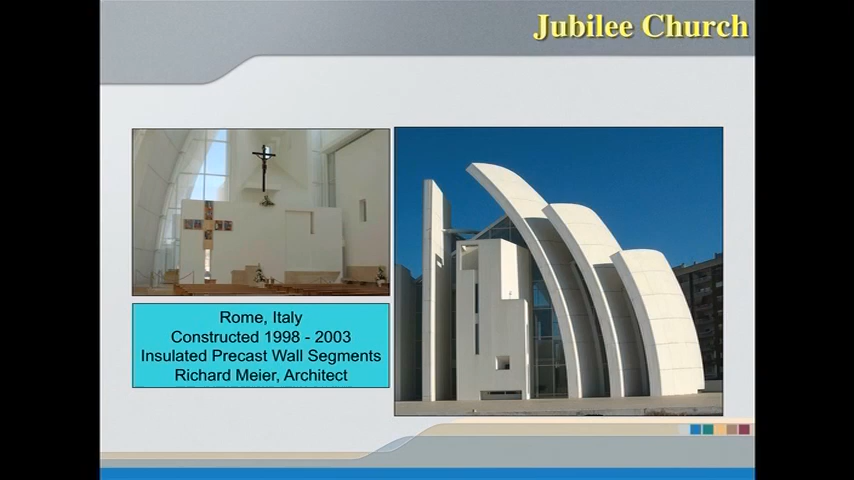 Jubilee Church
Rome, Italy
Constructed 1998 - 2003
Insulated Precast Wall Segments
Richard Meier, Architect